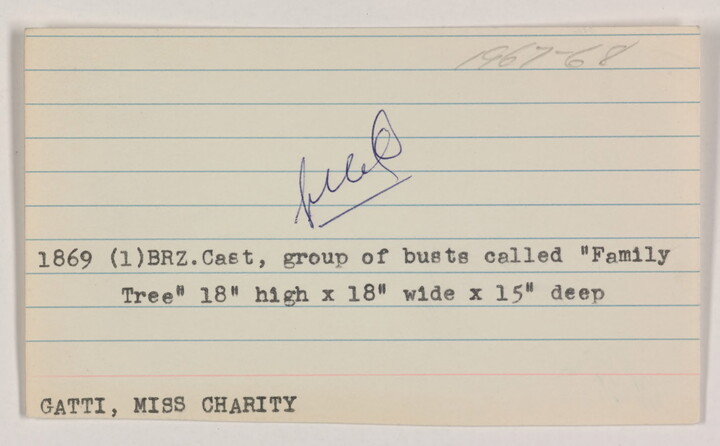 1967-68
1869 (1)BRZ.Cast, group of busts called "Family
Tree" 18" high x 18" wide x 15" deep
GATTI, MISS CHARITY